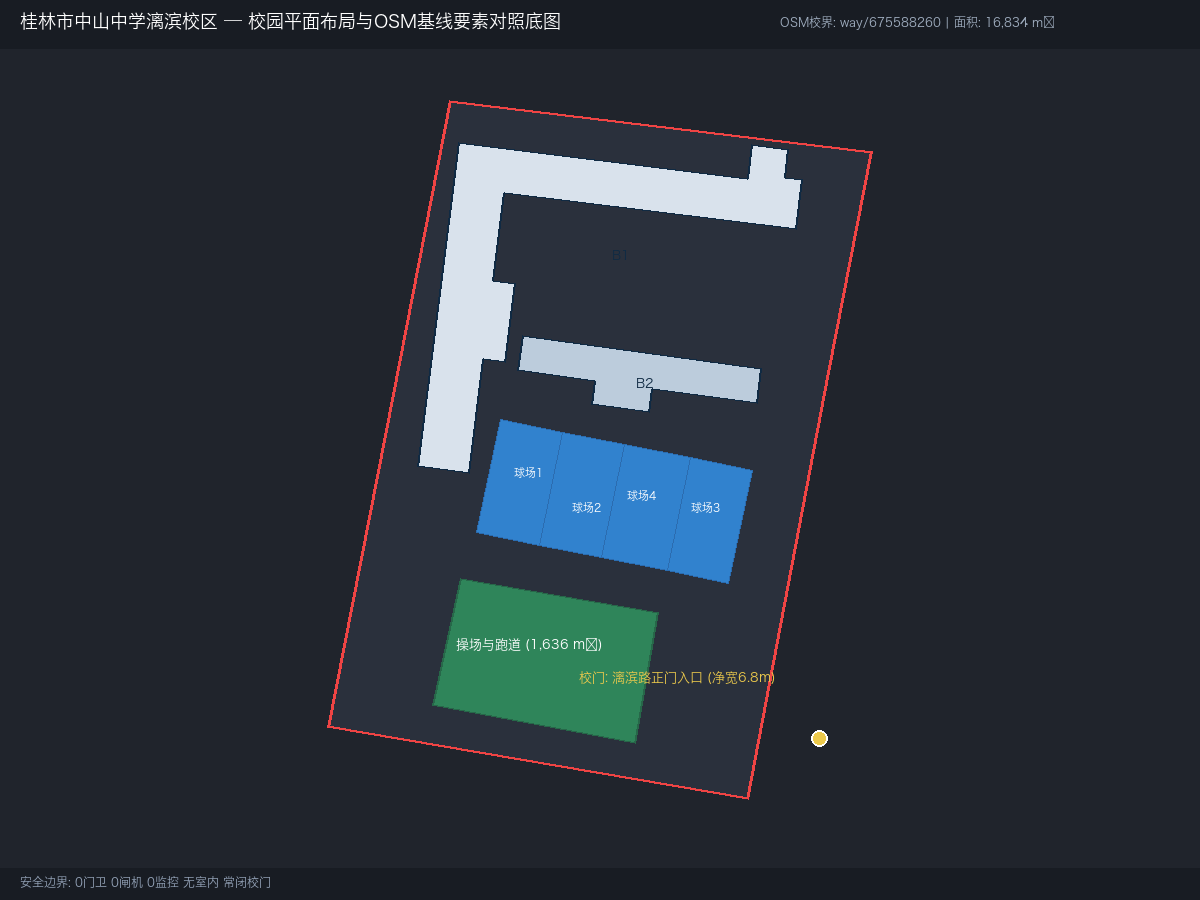 桂林市中山中学漓滨校区 — 校园平面布局与OSM基线要素对照底图
OSM校界: way/675588260 | 面积: 16,834 m
B1
B2
球场1
球场4
球场2
球场3
操场与跑道 (1,636 m)
校门: 漓滨路正门入口 (净宽6.8m)
安全边界: 0门卫 0闸机 0监控 无室内 常闭校门